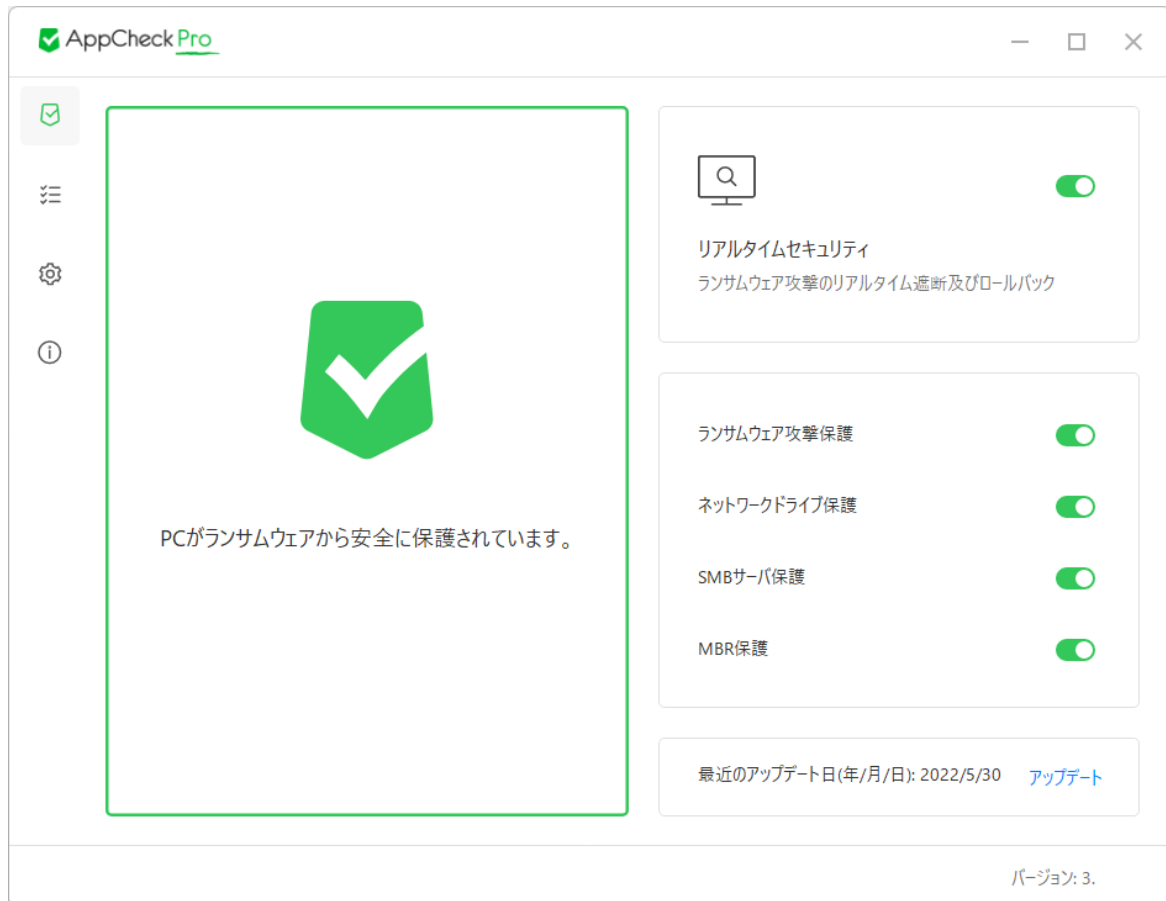 AppCheck Pro
PCがランサムウェアから安全に保護されています。
リアルタイムセキュリティ
ランサムウェア攻撃のリアルタイム遮断及びロールバック
ランサムウェア攻撃保護
ネットワークドライブ保護
SMBサーバ保護
MBR保護
最近のアップデート日(年/月/日): 2022/5/30 アップデート
バージョン: 3.